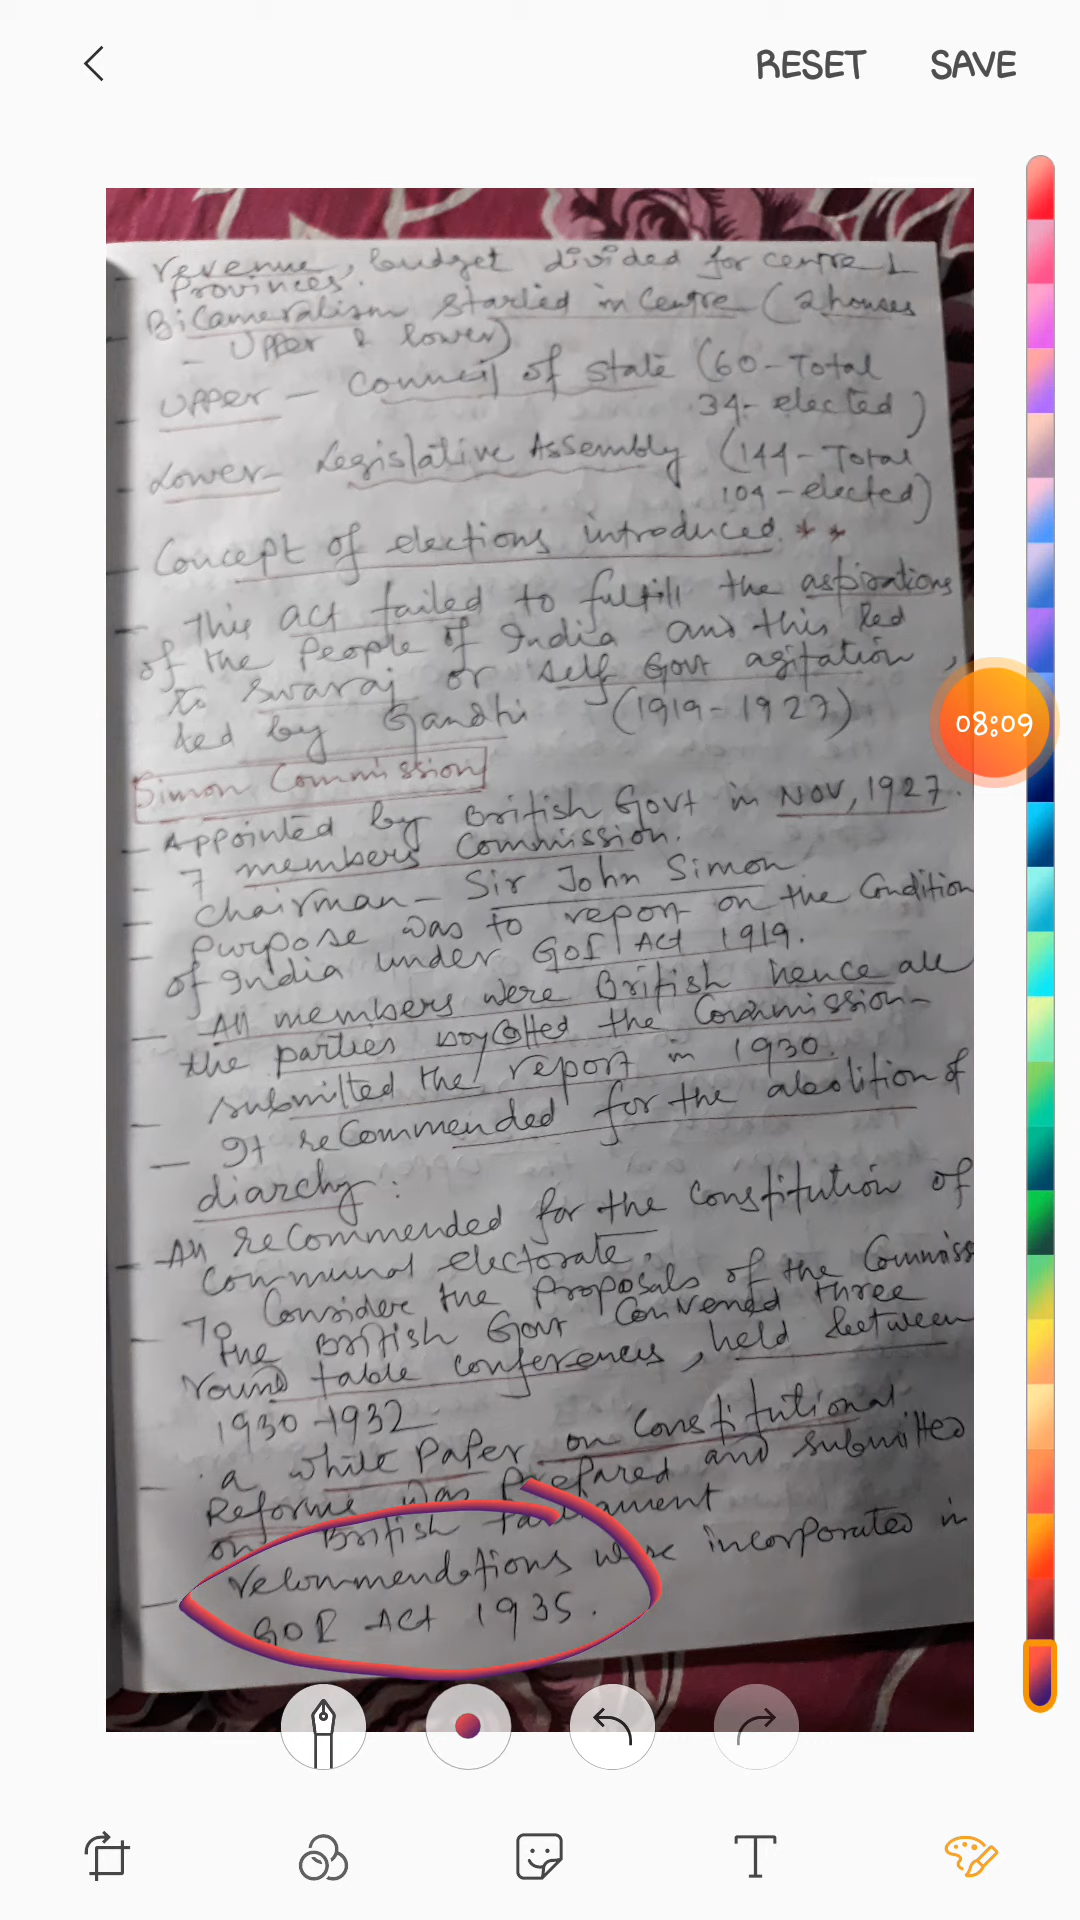 RESET SAVE
- revenue, budget divided for centre &
Provinces.
- Bicameralism started in Centre (2 houses
- Upper & lower)
UPPER - Council of state (60-Total
34- elected)
- Lower- Legislative Assembly (144-Total
104-elected)
- Concept of elections introduced. **
- This act failed to fulfill the aspirations
of the People of India and this led
to swaraj or self Govt agitation,
led by Gandhi (1919-1927)
Simon Commission
- Appointed by British Govt in NOV, 1927.
- 7 members Commission.
- Chairman- Sir John Simon
- Purpose was to report on the Condition
of India under GOI Act 1919.
- All members were British hence all
the parties boycotted the Commission-
submitted the report in 1930.
- It recommended for the abolition of
diarchy.
- recommended for the constitution of
Communal electorate.
- To Consider the Proposals of the Commiss
the British Govt Convened three
round table conferences, held between
1930-1932
- a white Paper on Constitutional
Reforms was Prepared and submitted
British Parliament
- recommendations were incorporated in
Act 1935.
08:09
T